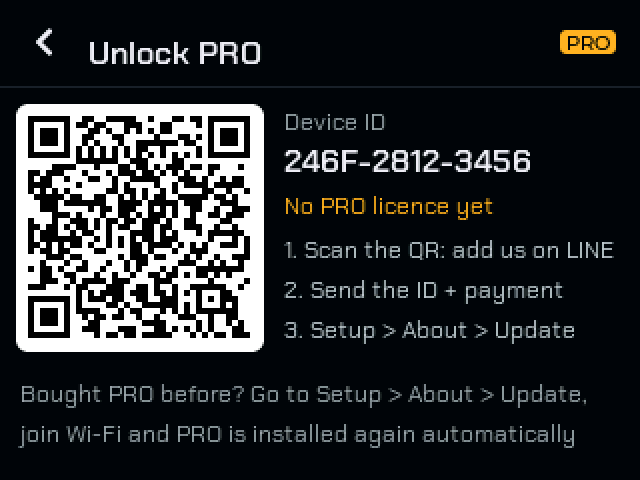 Unlock PRO
PRO
Device ID
246F-2812-3456
No PRO licence yet
1. Scan the QR: add us on LINE
2. Send the ID + payment
3. Setup > About > Update
Bought PRO before? Go to Setup > About > Update,
join Wi-Fi and PRO is installed again automatically